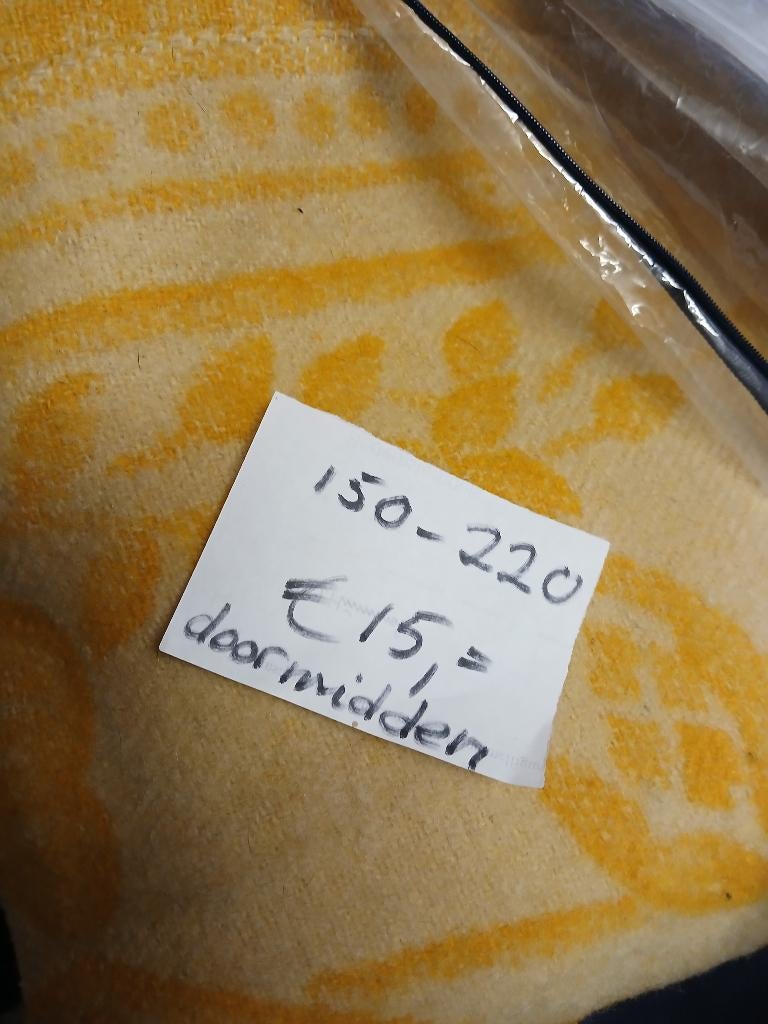 150-220
€15,=
doormidden